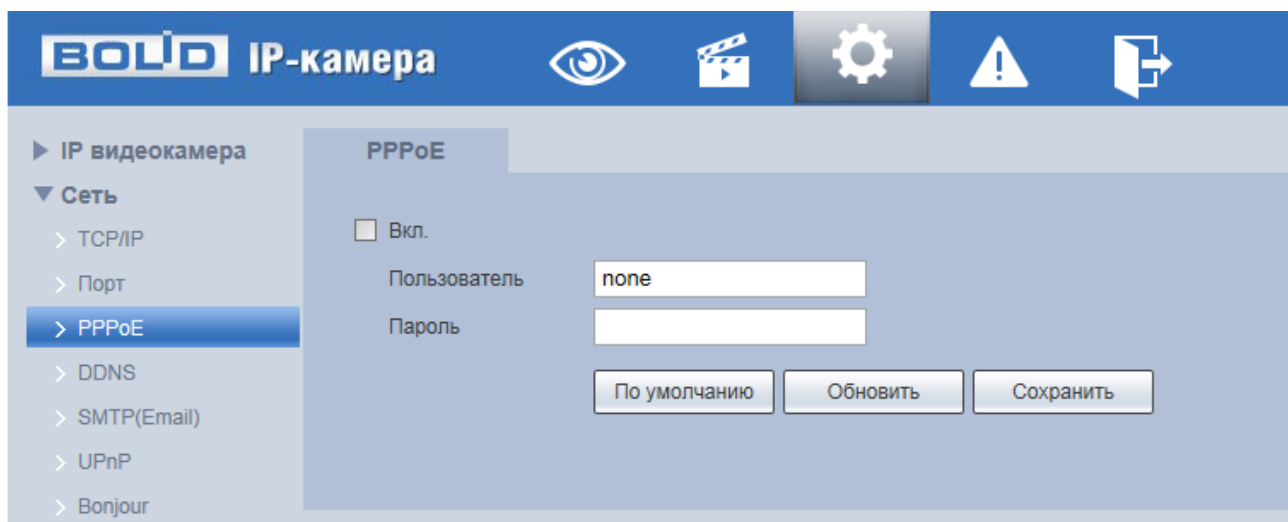 BOLID IP-камера
IP видеокамера
Сеть
TCP/IP
Порт
PPPoE
DDNS
SMTP(Email)
UPnP
Bonjour
PPPoE
Вкл.
Пользователь none
Пароль
По умолчанию Обновить Сохранить